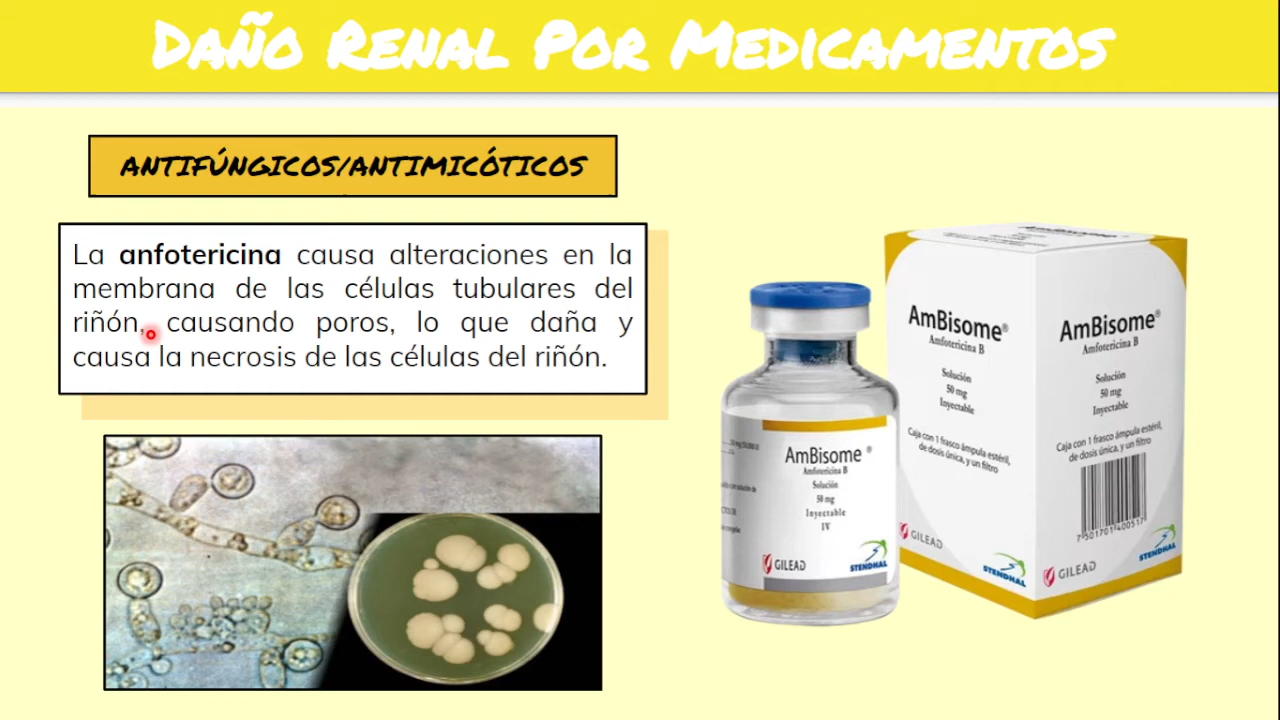 DAÑO RENAL POR MEDICAMENTOS
ANTIFÚNGICOS/ANTIMICÓTICOS
La anfotericina causa alteraciones en la
membrana de las células tubulares del
riñón, causando poros, lo que daña y
causa la necrosis de las células del riñón.
AmBisome®
Amfotericina B
Solución
50 mg
Inyectable
IV
GILEAD
STENDHAL
AmBisome®
Amfotericina B
Solución
50 mg
Inyectable
Caja con 1 frasco ámpula estéril,
de dosis única, y un filtro
GILEAD
STENDHAL
AmBisome®
Amfotericina B
Solución
50 mg
Inyectable
Caja con 1 frasco ámpula estéril,
de dosis única, y un filtro
7 501701 400517
GILEAD
STENDHAL